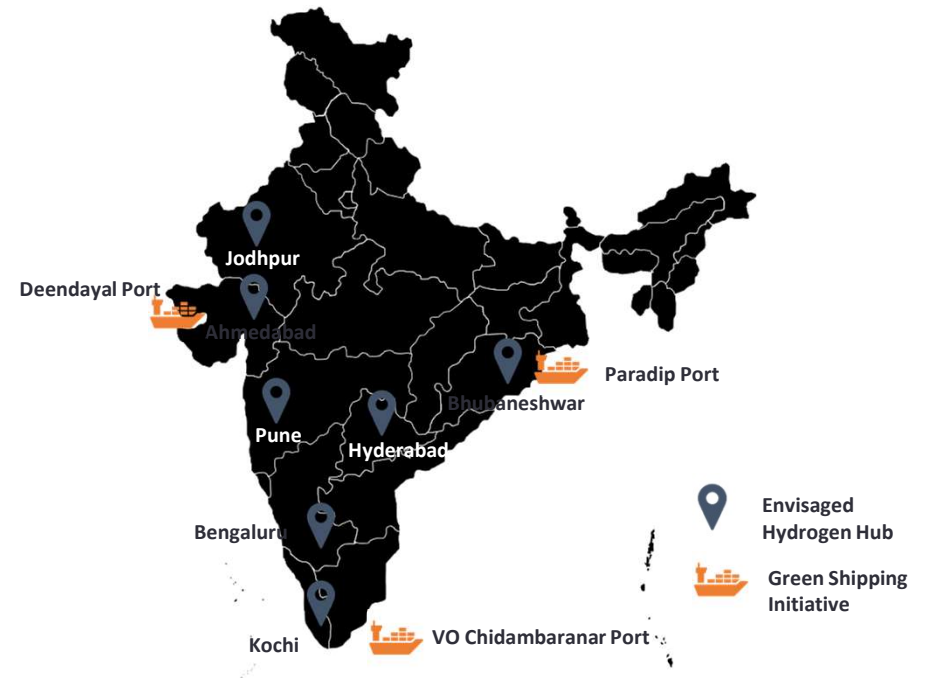 Jodhpur
Deendayal Port
Ahmedabad
Paradip Port
Bhubaneshwar
Pune
Hyderabad
Bengaluru
Envisaged
Hydrogen Hub
Green Shipping
Initiative
Kochi
VO Chidambaranar Port